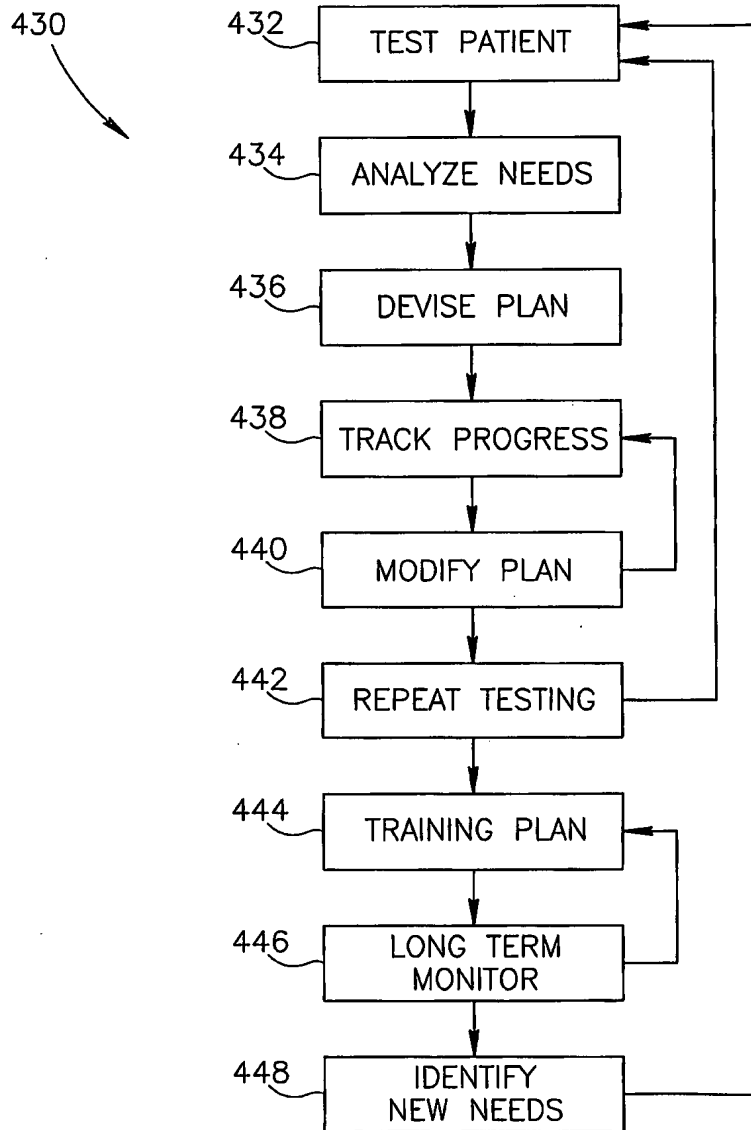 430
432
TEST PATIENT
434
ANALYZE NEEDS
436
DEVISE PLAN
438
TRACK PROGRESS
440
MODIFY PLAN
442
REPEAT TESTING
444
TRAINING PLAN
446
LONG TERM
MONITOR
448
IDENTIFY
NEW NEEDS